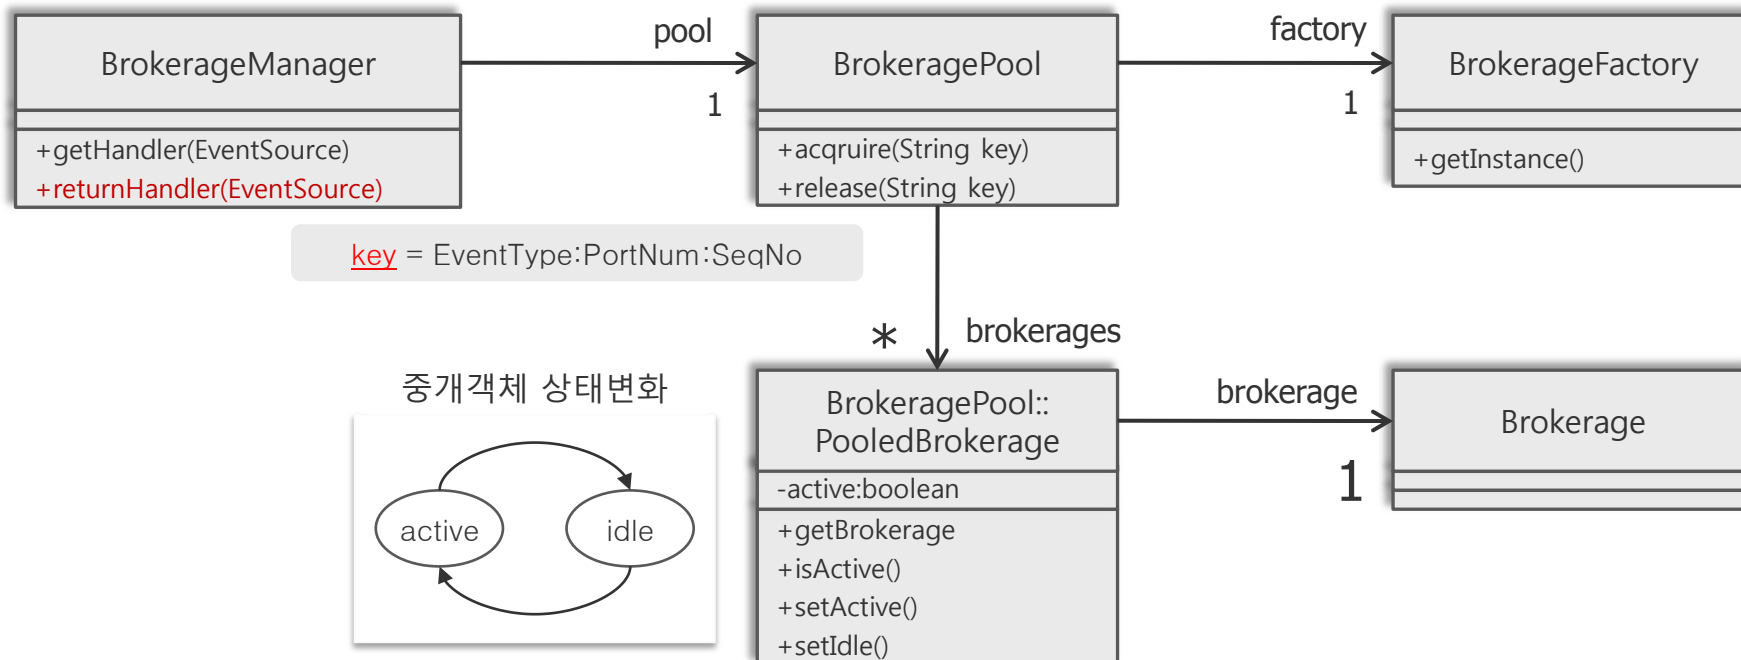 BrokerageManager
+getHandler(EventSource)
+returnHandler(EventSource)
pool
1
BrokeragePool
+acqruire(String key)
+release(String key)
factory
1
BrokerageFactory
+getInstance()
key = EventType:PortNum:SeqNo
*
brokerages
중개객체 상태변화
active
idle
BrokeragePool::
PooledBrokerage
-active:boolean
+getBrokerage
+isActive()
+setActive()
+setIdle()
brokerage
1
Brokerage